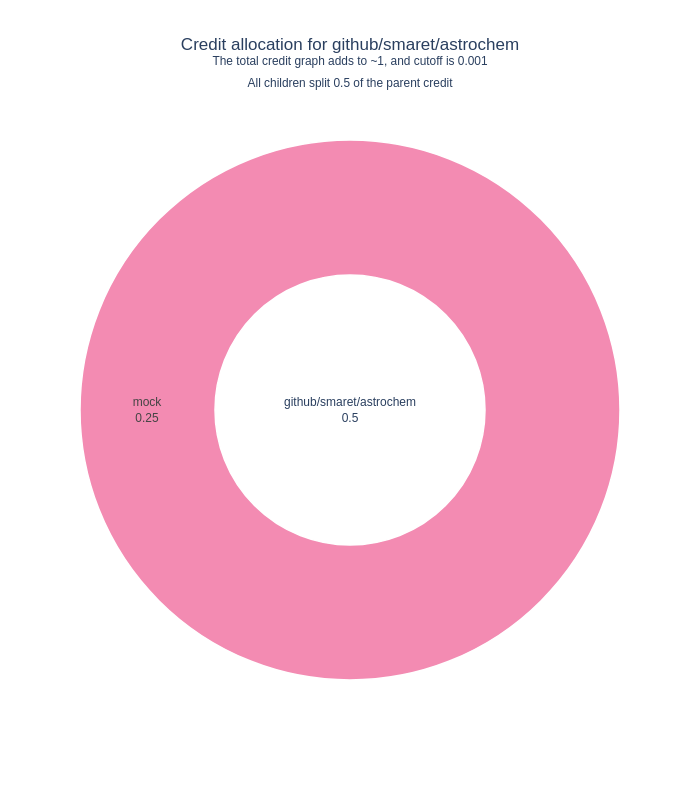 Credit allocation for github/smaret/astrochem
The total credit graph adds to ~1, and cutoff is 0.001
All children split 0.5 of the parent credit
mock
0.25
github/smaret/astrochem
0.5